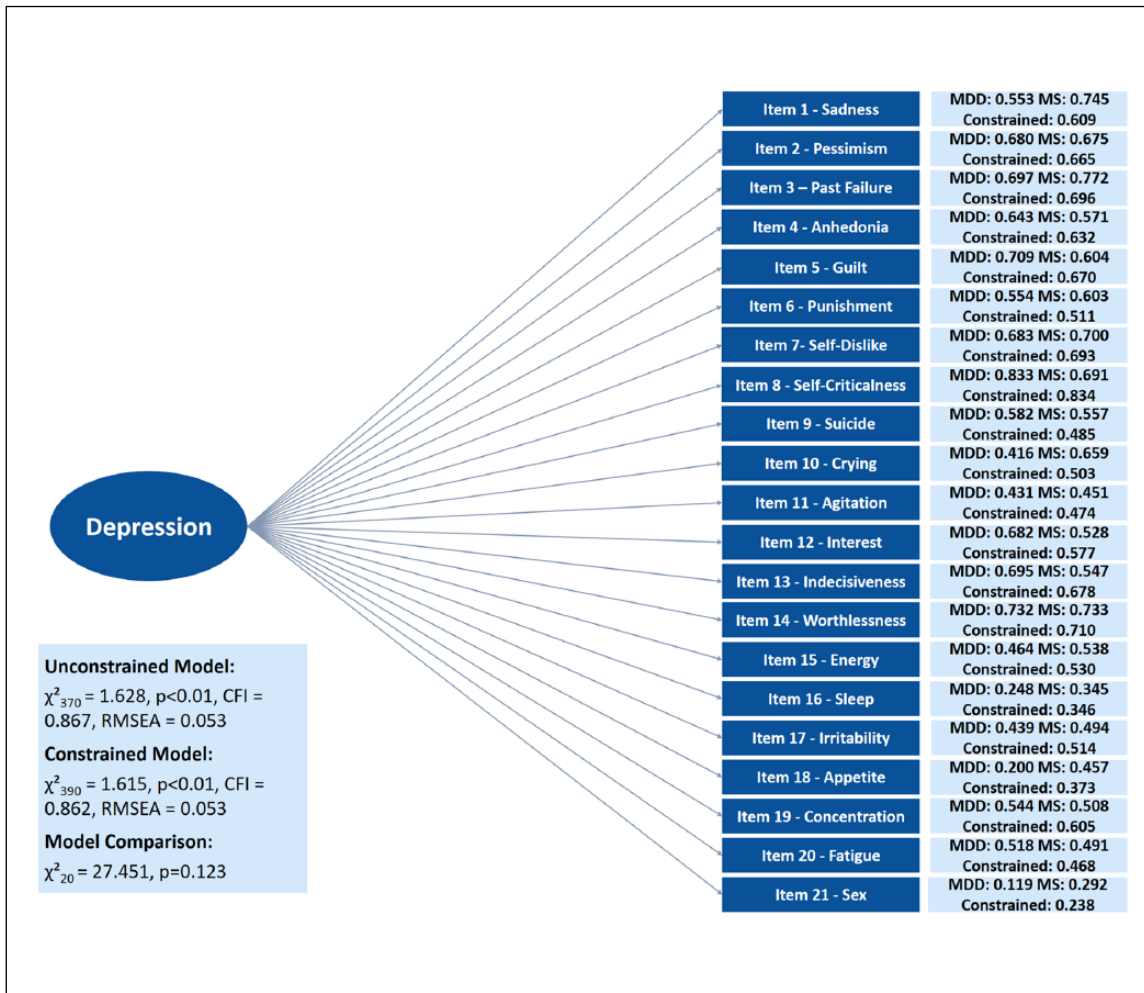 Item 1 - Sadness
MDD: 0.553 MS: 0.745
Constrained: 0.609
Item 2 - Pessimism
MDD: 0.680 MS: 0.675
Constrained: 0.665
Item 3 – Past Failure
MDD: 0.697 MS: 0.772
Constrained: 0.696
Item 4 - Anhedonia
MDD: 0.643 MS: 0.571
Constrained: 0.632
Item 5 - Guilt
MDD: 0.709 MS: 0.604
Constrained: 0.670
Item 6 - Punishment
MDD: 0.554 MS: 0.603
Constrained: 0.511
Item 7- Self-Dislike
MDD: 0.683 MS: 0.700
Constrained: 0.693
Item 8 - Self-Criticalness
MDD: 0.833 MS: 0.691
Constrained: 0.834
Item 9 - Suicide
MDD: 0.582 MS: 0.557
Constrained: 0.485
Item 10 - Crying
MDD: 0.416 MS: 0.659
Constrained: 0.503
Item 11 - Agitation
MDD: 0.431 MS: 0.451
Constrained: 0.474
Item 12 - Interest
MDD: 0.682 MS: 0.528
Constrained: 0.577
Item 13 - Indecisiveness
MDD: 0.695 MS: 0.547
Constrained: 0.678
Item 14 - Worthlessness
MDD: 0.732 MS: 0.733
Constrained: 0.710
Item 15 - Energy
MDD: 0.464 MS: 0.538
Constrained: 0.530
Item 16 - Sleep
MDD: 0.248 MS: 0.345
Constrained: 0.346
Item 17 - Irritability
MDD: 0.439 MS: 0.494
Constrained: 0.514
Item 18 - Appetite
MDD: 0.200 MS: 0.457
Constrained: 0.373
Item 19 - Concentration
MDD: 0.544 MS: 0.508
Constrained: 0.605
Item 20 - Fatigue
MDD: 0.518 MS: 0.491
Constrained: 0.468
Item 21 - Sex
MDD: 0.119 MS: 0.292
Constrained: 0.238
Depression
Unconstrained Model:
χ²₃₇₀ = 1.628, p<0.01, CFI =
0.867, RMSEA = 0.053
Constrained Model:
χ²₃₉₀ = 1.615, p<0.01, CFI =
0.862, RMSEA = 0.053
Model Comparison:
χ²₂₀ = 27.451, p=0.123